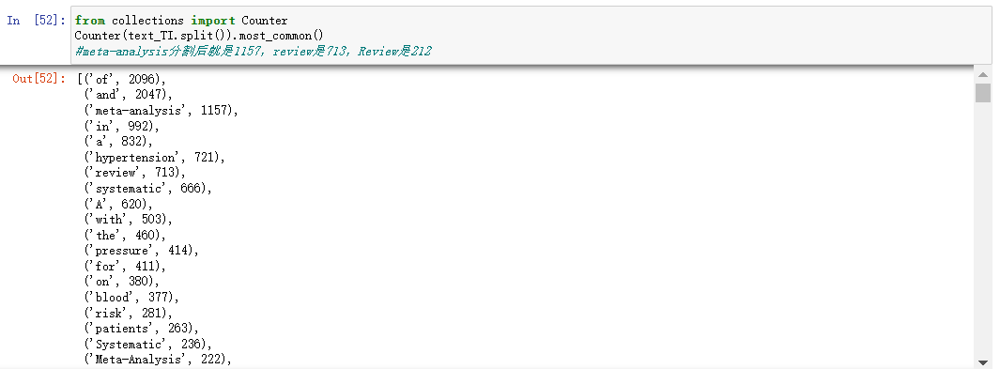 In [52]: from collections import Counter
Counter(text_TI.split()).most_common()
#meta-analysis分割后就是1157，review是713，Review是212
Out[52]: [('of', 2096),
('and', 2047),
('meta-analysis', 1157),
('in', 992),
('a', 832),
('hypertension', 721),
('review', 713),
('systematic', 666),
('A', 620),
('with', 503),
('the', 460),
('pressure', 414),
('for', 411),
('on', 380),
('blood', 377),
('risk', 281),
('patients', 263),
('Systematic', 236),
('Meta-Analysis', 222),